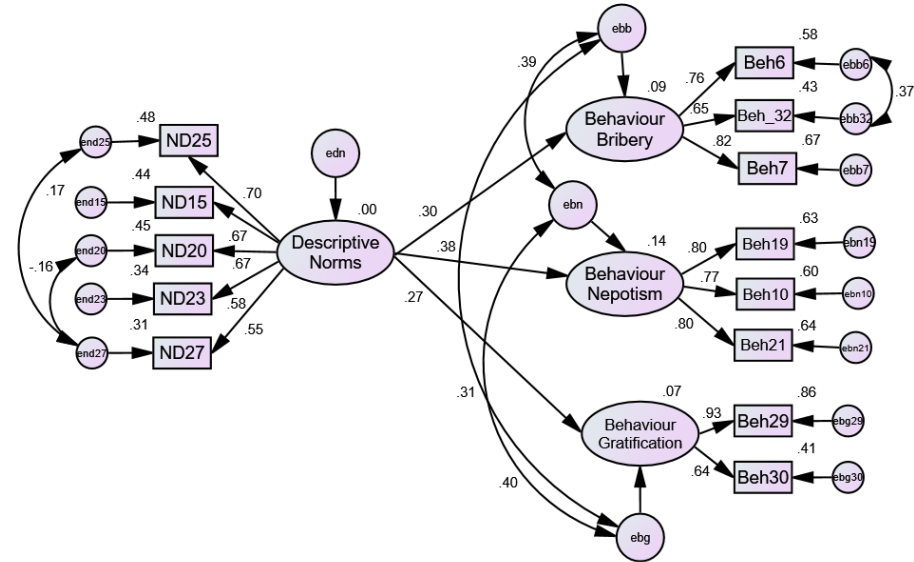 ebb
.58
.39
.76
Beh6
ebb6
.09
.43
.37
Behaviour
Bribery
.65
Beh_32
ebb32
.48
.82
.67
end25
ND25
Beh7
ebb7
edn
.17
.44
.70
end15
ND15
ebn
.00
.30
.45
.67
.63
end20
ND20
Descriptive
Norms
.38
.14
.80
Beh19
ebn19
-.16
.34
.67
Behaviour
Nepotism
.77
.60
end23
ND23
.58
.27
Beh10
ebn10
.31
.55
.80
.64
end27
ND27
Beh21
ebn21
.31
.07
.86
Behaviour
Gratification
.93
Beh29
ebg29
.41
.64
Beh30
ebg30
.40
ebg